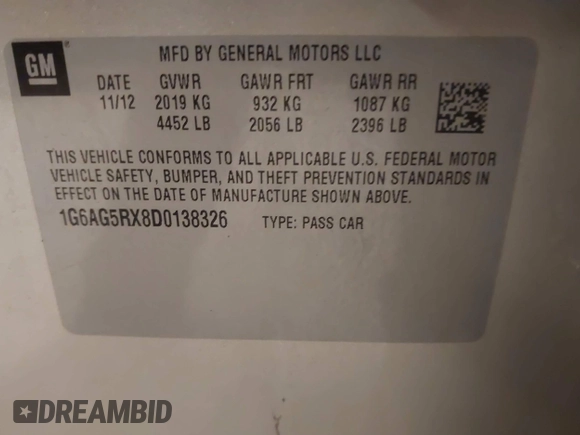 GM
MFD BY GENERAL MOTORS LLC
DATE GVWR GAWR FRT GAWR RR
11/12 2019 KG 932 KG 1087 KG
4452 LB 2056 LB 2396 LB
THIS VEHICLE CONFORMS TO ALL APPLICABLE U.S. FEDERAL MOTOR
VEHICLE SAFETY, BUMPER, AND THEFT PREVENTION STANDARDS IN
EFFECT ON THE DATE OF MANUFACTURE SHOWN ABOVE.
1G6AG5RX8D0138326 TYPE: PASS CAR
DREAMBID